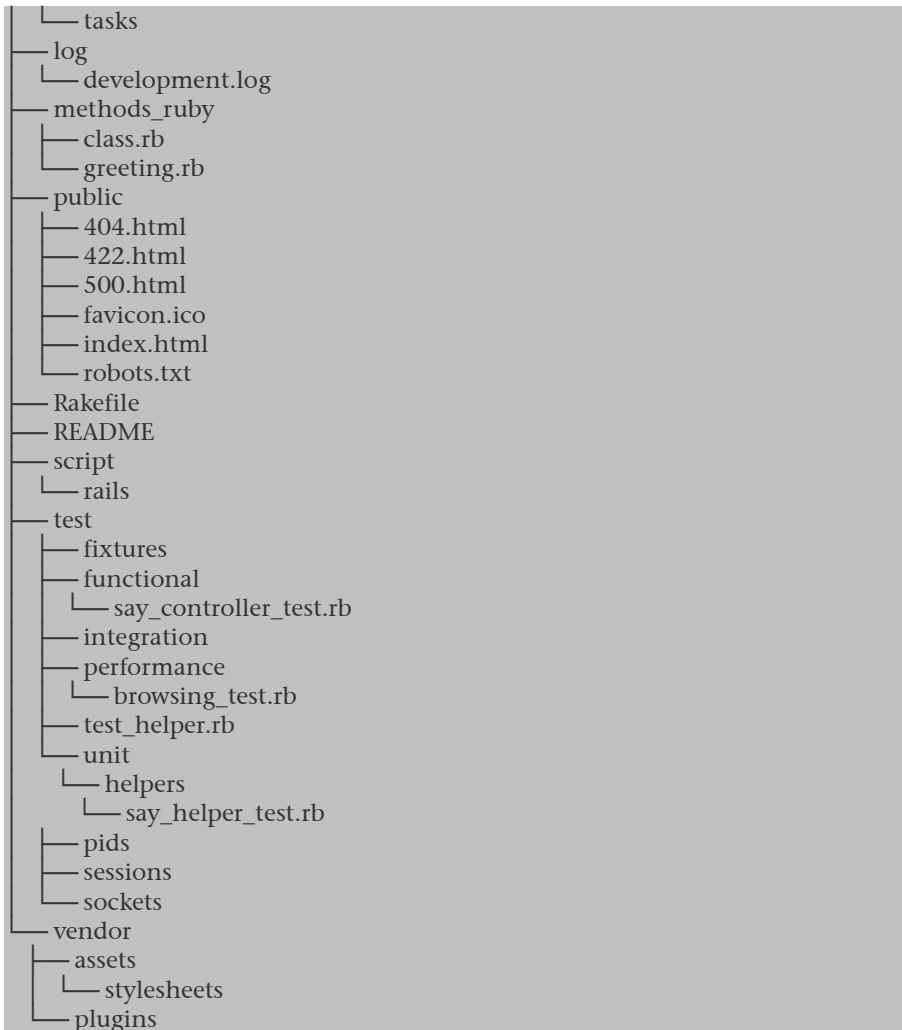 │   └── tasks
├── log
│   └── development.log
├── methods_ruby
│   ├── class.rb
│   └── greeting.rb
├── public
│   ├── 404.html
│   ├── 422.html
│   ├── 500.html
│   ├── favicon.ico
│   ├── index.html
│   └── robots.txt
├── Rakefile
├── README
├── script
│   └── rails
├── test
│   ├── fixtures
│   ├── functional
│   │   └── say_controller_test.rb
│   ├── integration
│   ├── performance
│   │   └── browsing_test.rb
│   ├── test_helper.rb
│   └── unit
│       └── helpers
│           └── say_helper_test.rb
│   ├── pids
│   ├── sessions
│   └── sockets
└── vendor
    ├── assets
    │   └── stylesheets
    └── plugins